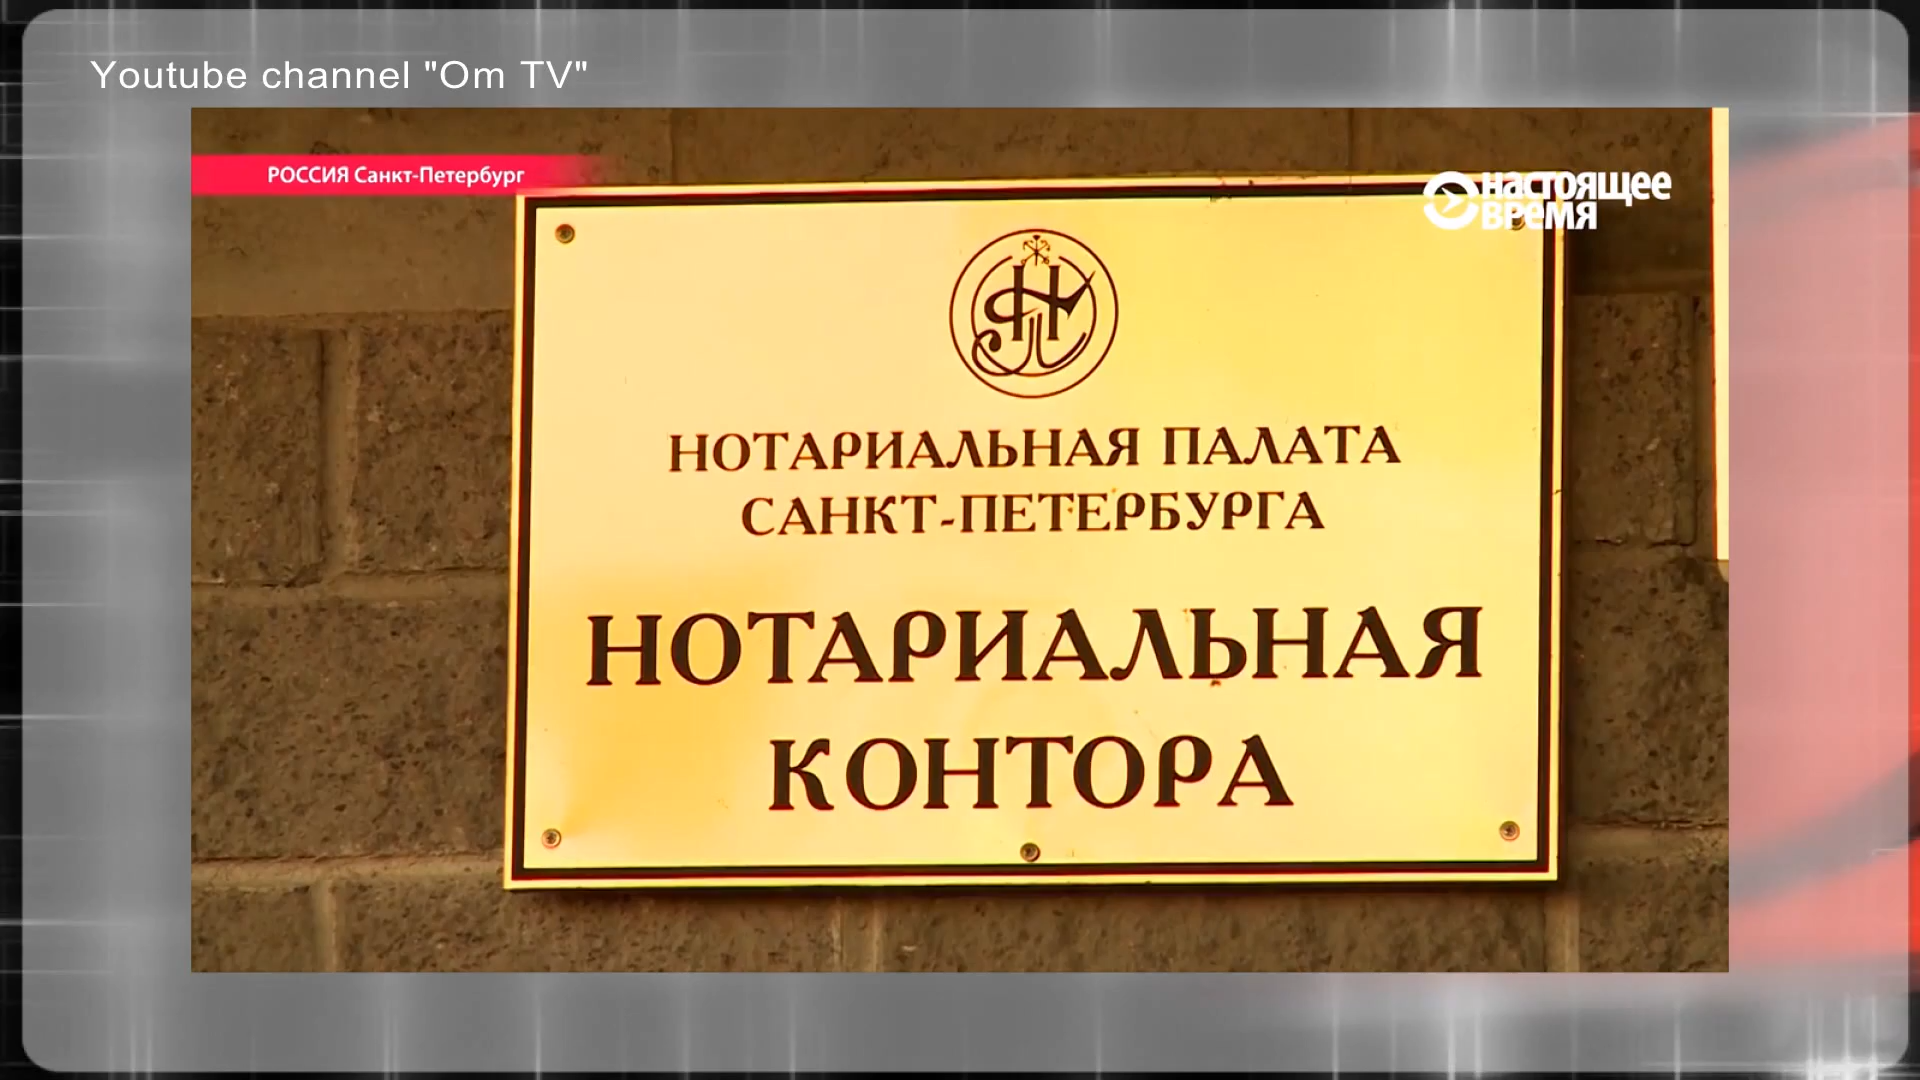 Youtube channel "Om TV"
РОССИЯ Санкт-Петербург
НАСТОЯЩЕЕ
ВРЕМЯ
НОТАРИАЛЬНАЯ ПАЛАТА
САНКТ-ПЕТЕРБУРГА
НОТАРИАЛЬНАЯ
КОНТОРА